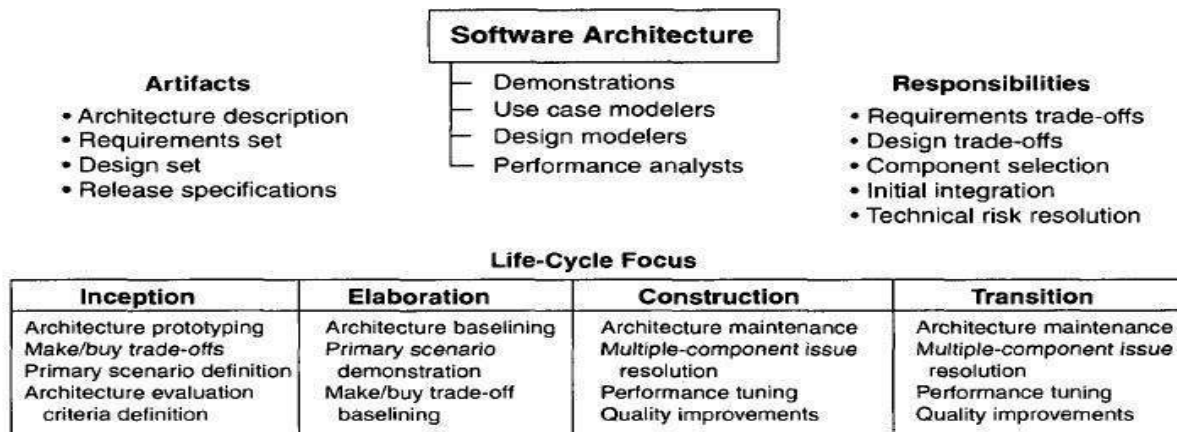 Software Architecture
Artifacts
• Architecture description
• Requirements set
• Design set
• Release specifications
Demonstrations
Use case modelers
Design modelers
Performance analysts
Responsibilities
• Requirements trade-offs
• Design trade-offs
• Component selection
• Initial integration
• Technical risk resolution
Life-Cycle Focus
Inception
Architecture prototyping
Make/buy trade-offs
Primary scenario definition
Architecture evaluation
criteria definition
Elaboration
Architecture baselining
Primary scenario
demonstration
Make/buy trade-off
baselining
Construction
Architecture maintenance
Multiple-component issue
resolution
Performance tuning
Quality improvements
Transition
Architecture maintenance
Multiple-component issue
resolution
Performance tuning
Quality improvements